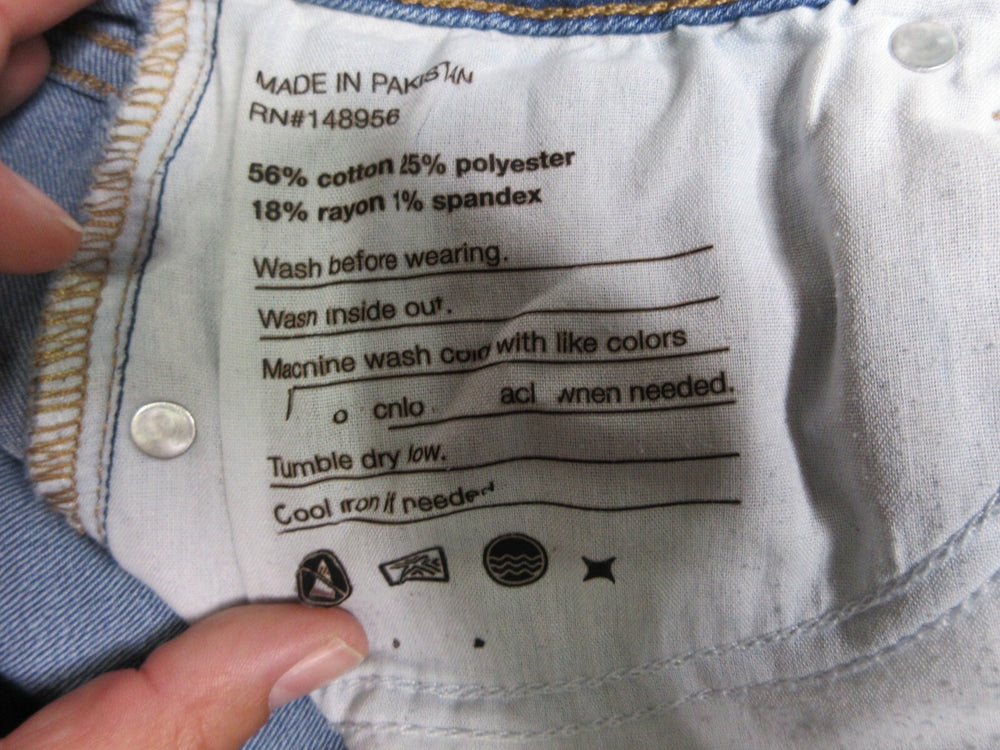 MADE IN PAKISTAN
RN#148956
56% cotton 25% polyester
18% rayon 1% spandex
Wash before wearing.
Wash inside out.
Machine wash cold with like colors
when needed.
Tumble dry low.
Cool iron if needed